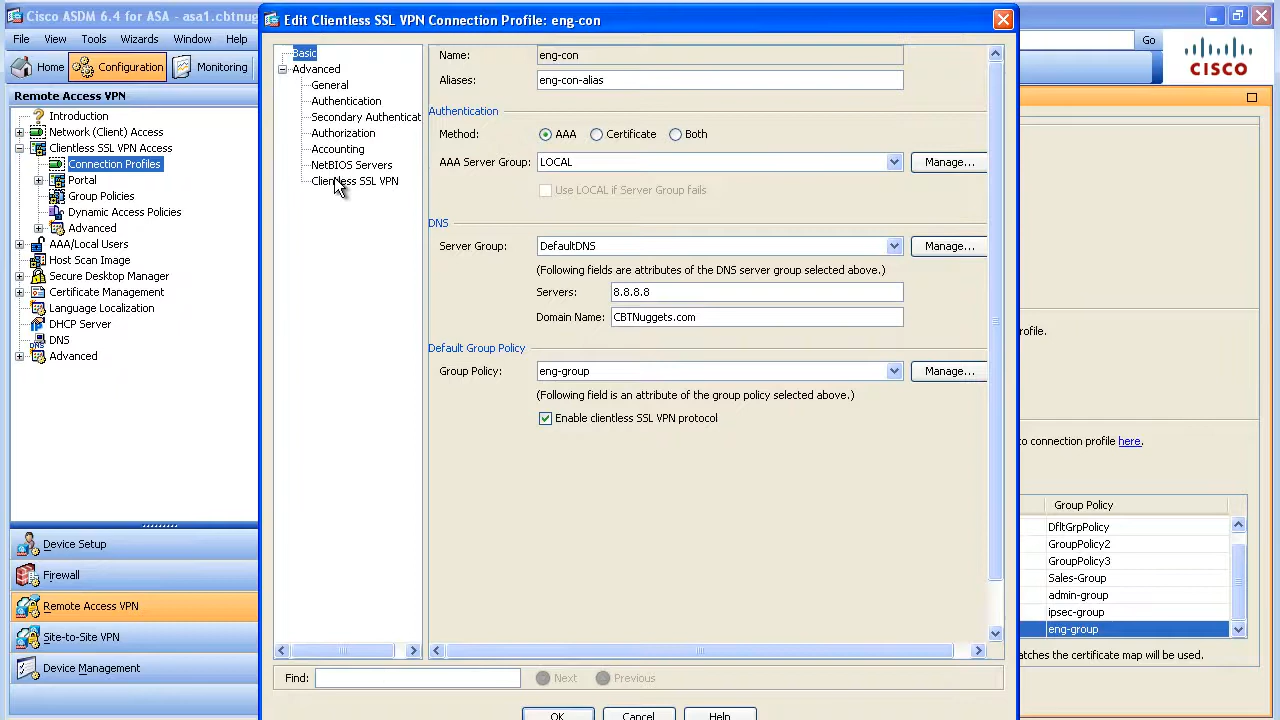 Cisco ASDM 6.4 for ASA - asa1.cbtnug
File View Tools Wizards Window Help
Go
Home Configuration Monitoring
CISCO
Remote Access VPN
Introduction
Network (Client) Access
Clientless SSL VPN Access
Connection Profiles
Portal
Group Policies
Dynamic Access Policies
Advanced
AAA/Local Users
Host Scan Image
Secure Desktop Manager
Certificate Management
Language Localization
DHCP Server
DNS
Advanced
Device Setup
Firewall
Remote Access VPN
Site-to-Site VPN
Device Management
Edit Clientless SSL VPN Connection Profile: eng-con
Basic
Advanced
General
Authentication
Secondary Authenticat
Authorization
Accounting
NetBIOS Servers
Clientless SSL VPN
Name: eng-con
Aliases: eng-con-alias
Authentication
Method: AAA Certificate Both
AAA Server Group: LOCAL Manage...
Use LOCAL if Server Group fails
DNS
Server Group: DefaultDNS Manage...
(Following fields are attributes of the DNS server group selected above.)
Servers: 8.8.8.8
Domain Name: CBTNuggets.com
Default Group Policy
Group Policy: eng-group Manage...
(Following field is an attribute of the group policy selected above.)
Enable clientless SSL VPN protocol
Find: Next Previous
OK Cancel Help
rofile.
o connection profile here.
Group Policy
DfltGrpPolicy
GroupPolicy2
GroupPolicy3
Sales-Group
admin-group
ipsec-group
eng-group
atches the certificate map will be used.